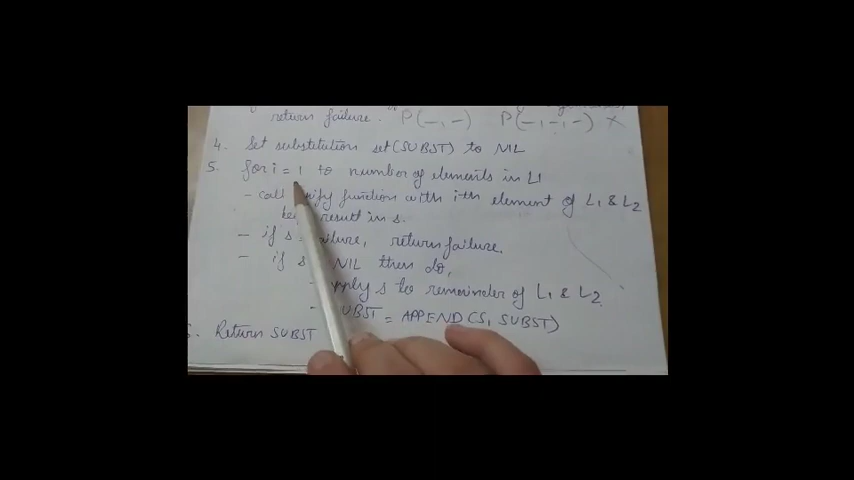 return failure. P(–,–) P(–,–,–) X
4. Set substitution set(SUBST) to NIL
5. for i = 1 to number of elements in L1
- call unify function with ith element of L1 & L2
result in s.
- if s = failure, return failure.
- if s NIL then do,
- apply s to remainder of L1 & L2
- SUBST = APPEND(S, SUBST)
Return SUBST